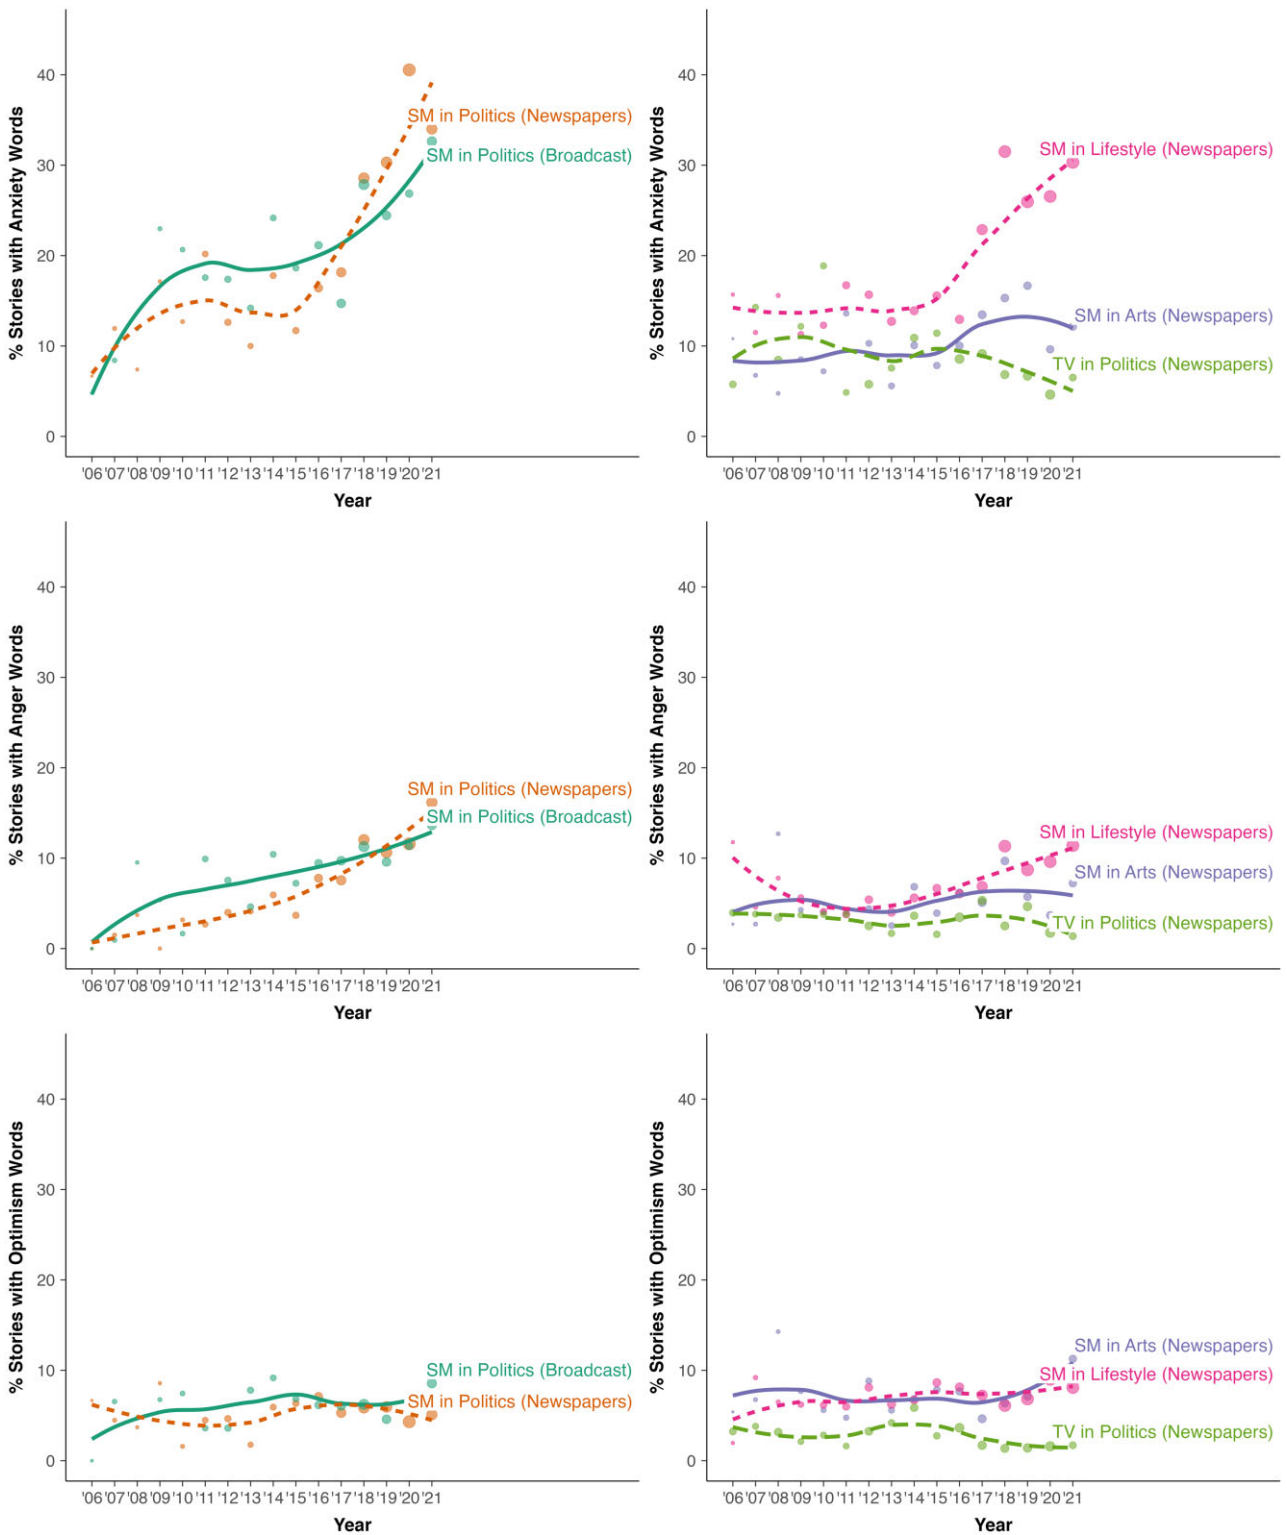 % Stories with Anxiety Words
40
30
20
10
0
SM in Politics (Newspapers)
SM in Politics (Broadcast)
'06 '07 '08 '09 '10 '11 '12 '13 '14 '15 '16 '17 '18 '19 '20 '21
Year
% Stories with Anxiety Words
40
30
20
10
0
SM in Lifestyle (Newspapers)
SM in Arts (Newspapers)
TV in Politics (Newspapers)
'06 '07 '08 '09 '10 '11 '12 '13 '14 '15 '16 '17 '18 '19 '20 '21
Year
% Stories with Anger Words
40
30
20
10
0
SM in Politics (Newspapers)
SM in Politics (Broadcast)
'06 '07 '08 '09 '10 '11 '12 '13 '14 '15 '16 '17 '18 '19 '20 '21
Year
% Stories with Anger Words
40
30
20
10
0
SM in Lifestyle (Newspapers)
SM in Arts (Newspapers)
TV in Politics (Newspapers)
'06 '07 '08 '09 '10 '11 '12 '13 '14 '15 '16 '17 '18 '19 '20 '21
Year
% Stories with Optimism Words
40
30
20
10
0
SM in Politics (Broadcast)
SM in Politics (Newspapers)
'06 '07 '08 '09 '10 '11 '12 '13 '14 '15 '16 '17 '18 '19 '20 '21
Year
% Stories with Optimism Words
40
30
20
10
0
SM in Arts (Newspapers)
SM in Lifestyle (Newspapers)
TV in Politics (Newspapers)
'06 '07 '08 '09 '10 '11 '12 '13 '14 '15 '16 '17 '18 '19 '20 '21
Year